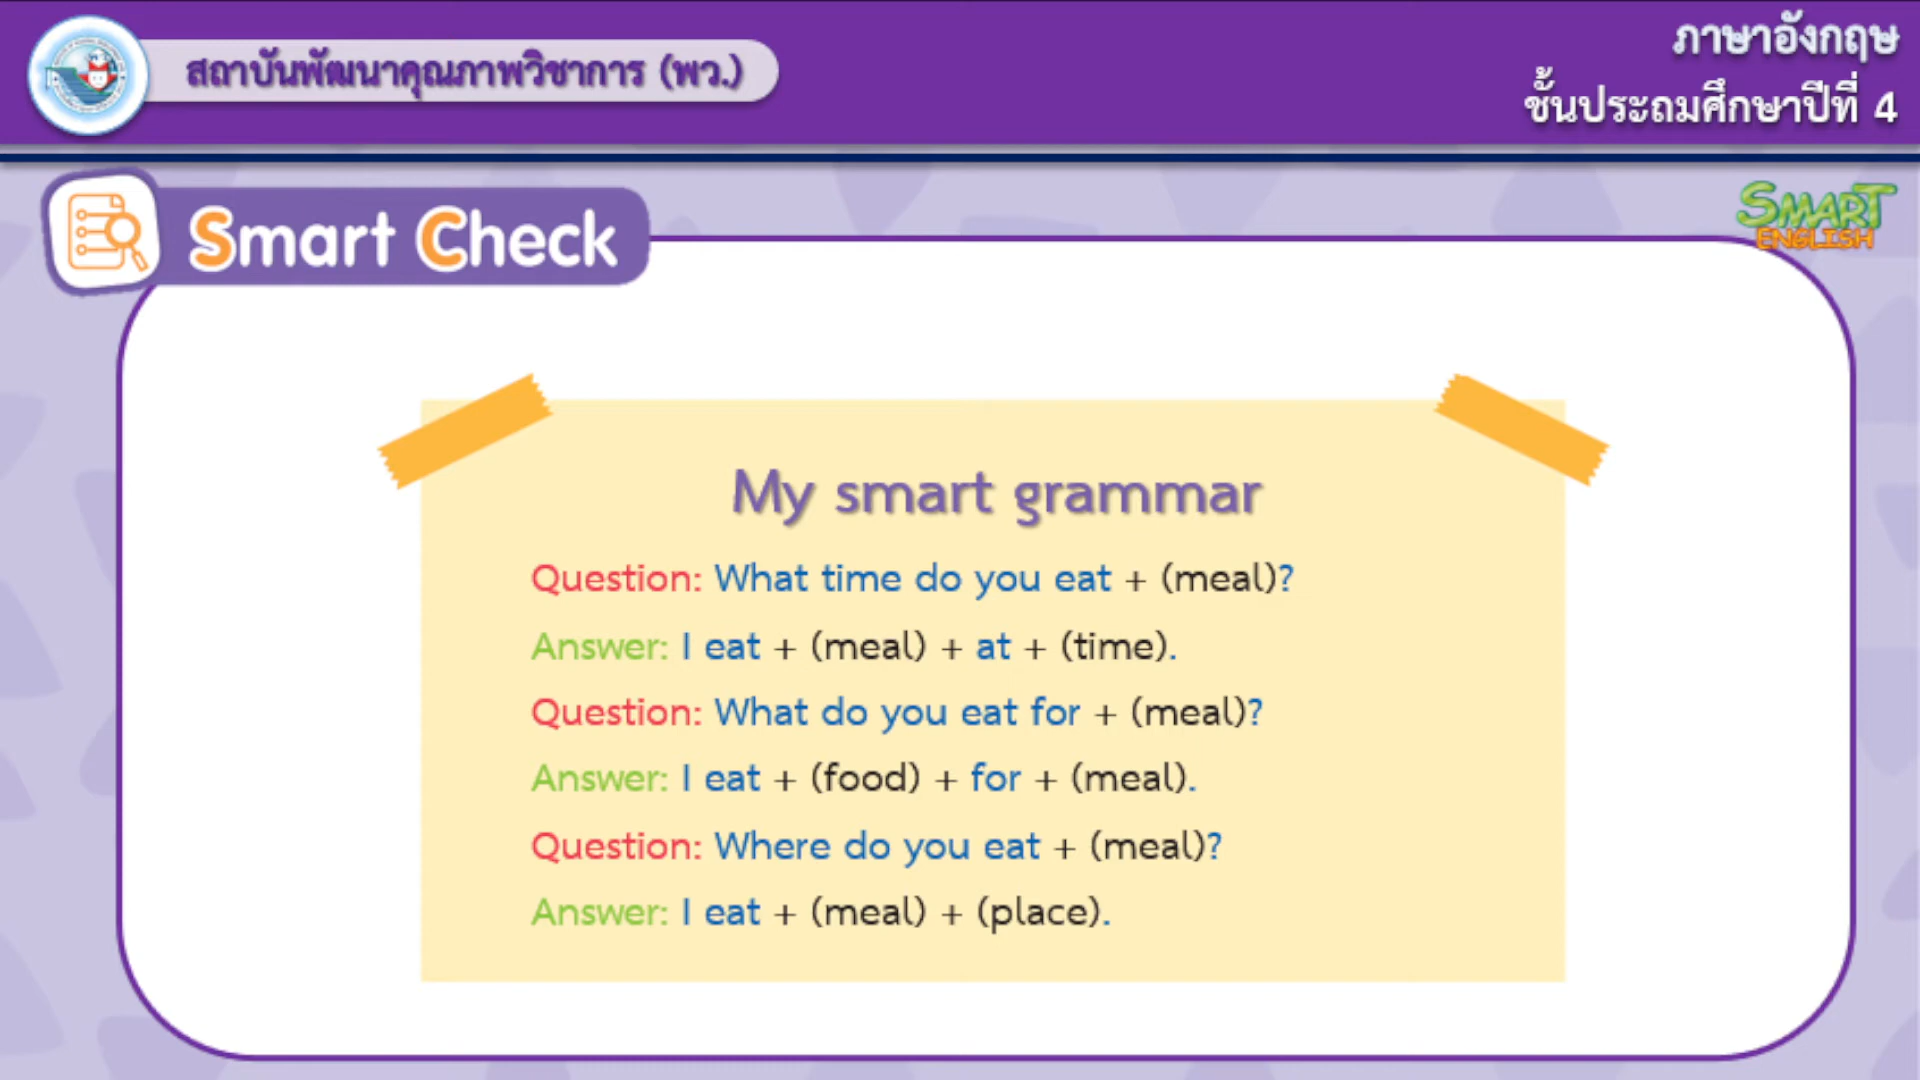 สถาบันพัฒนาคุณภาพวิชาการ (พว.)
ภาษาอังกฤษ
ชั้นประถมศึกษาปีที่ 4
Smart Check
SMART
ENGLISH
My smart grammar
Question: What time do you eat + (meal)?
Answer: I eat + (meal) + at + (time).
Question: What do you eat for + (meal)?
Answer: I eat + (food) + for + (meal).
Question: Where do you eat + (meal)?
Answer: I eat + (meal) + (place).